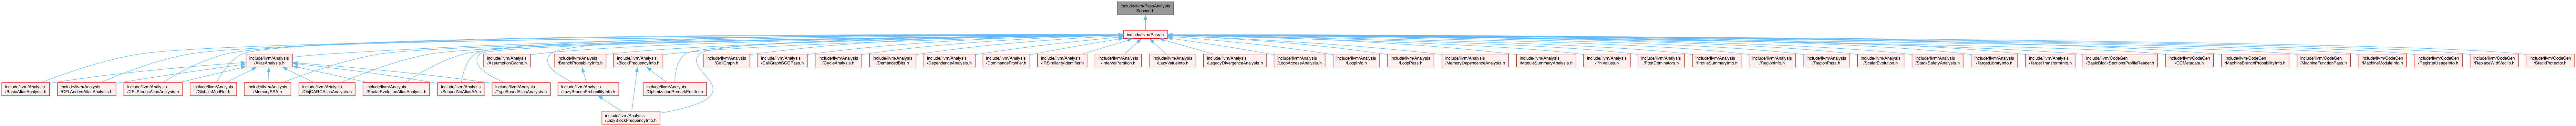 include/llvm/PassAnalysis
Support.h
include/llvm/Pass.h
include/llvm/Analysis
/AliasAnalysis.h
include/llvm/Analysis
/AssumptionCache.h
include/llvm/Analysis
/BranchProbabilityInfo.h
include/llvm/Analysis
/BlockFrequencyInfo.h
include/llvm/Analysis
/CallGraph.h
include/llvm/Analysis
/CallGraphSCCPass.h
include/llvm/Analysis
/CycleAnalysis.h
include/llvm/Analysis
/DemandedBits.h
include/llvm/Analysis
/DependenceAnalysis.h
include/llvm/Analysis
/DominanceFrontier.h
include/llvm/Analysis
/IRSimilarityIdentifier.h
include/llvm/Analysis
/IntervalPartition.h
include/llvm/Analysis
/LazyValueInfo.h
include/llvm/Analysis
/LegacyDivergenceAnalysis.h
include/llvm/Analysis
/LoopAccessAnalysis.h
include/llvm/Analysis
/LoopInfo.h
include/llvm/Analysis
/LoopPass.h
include/llvm/Analysis
/MemoryDependenceAnalysis.h
include/llvm/Analysis
/ModuleSummaryAnalysis.h
include/llvm/Analysis
/PhiValues.h
include/llvm/Analysis
/PostDominators.h
include/llvm/Analysis
/ProfileSummaryInfo.h
include/llvm/Analysis
/RegionInfo.h
include/llvm/Analysis
/RegionPass.h
include/llvm/Analysis
/ScalarEvolution.h
include/llvm/Analysis
/StackSafetyAnalysis.h
include/llvm/Analysis
/TargetLibraryInfo.h
include/llvm/Analysis
/TargetTransformInfo.h
include/llvm/CodeGen
/BasicBlockSectionsProfileReader.h
include/llvm/CodeGen
/GCMetadata.h
include/llvm/CodeGen
/MachineBranchProbabilityInfo.h
include/llvm/CodeGen
/MachineFunctionPass.h
include/llvm/CodeGen
/MachineModuleInfo.h
include/llvm/CodeGen
/RegisterUsageInfo.h
include/llvm/CodeGen
/ReplaceWithVeclib.h
include/llvm/CodeGen
/StackProtector.h
include/llvm/Analysis
/BasicAliasAnalysis.h
include/llvm/Analysis
/CFLAndersAliasAnalysis.h
include/llvm/Analysis
/CFLSteensAliasAnalysis.h
include/llvm/Analysis
/GlobalsModRef.h
include/llvm/Analysis
/MemorySSA.h
include/llvm/Analysis
/ObjCARCAliasAnalysis.h
include/llvm/Analysis
/ScalarEvolutionAliasAnalysis.h
include/llvm/Analysis
/ScopedNoAliasAA.h
include/llvm/Analysis
/TypeBasedAliasAnalysis.h
include/llvm/Analysis
/LazyBranchProbabilityInfo.h
include/llvm/Analysis
/OptimizationRemarkEmitter.h
include/llvm/Analysis
/LazyBlockFrequencyInfo.h